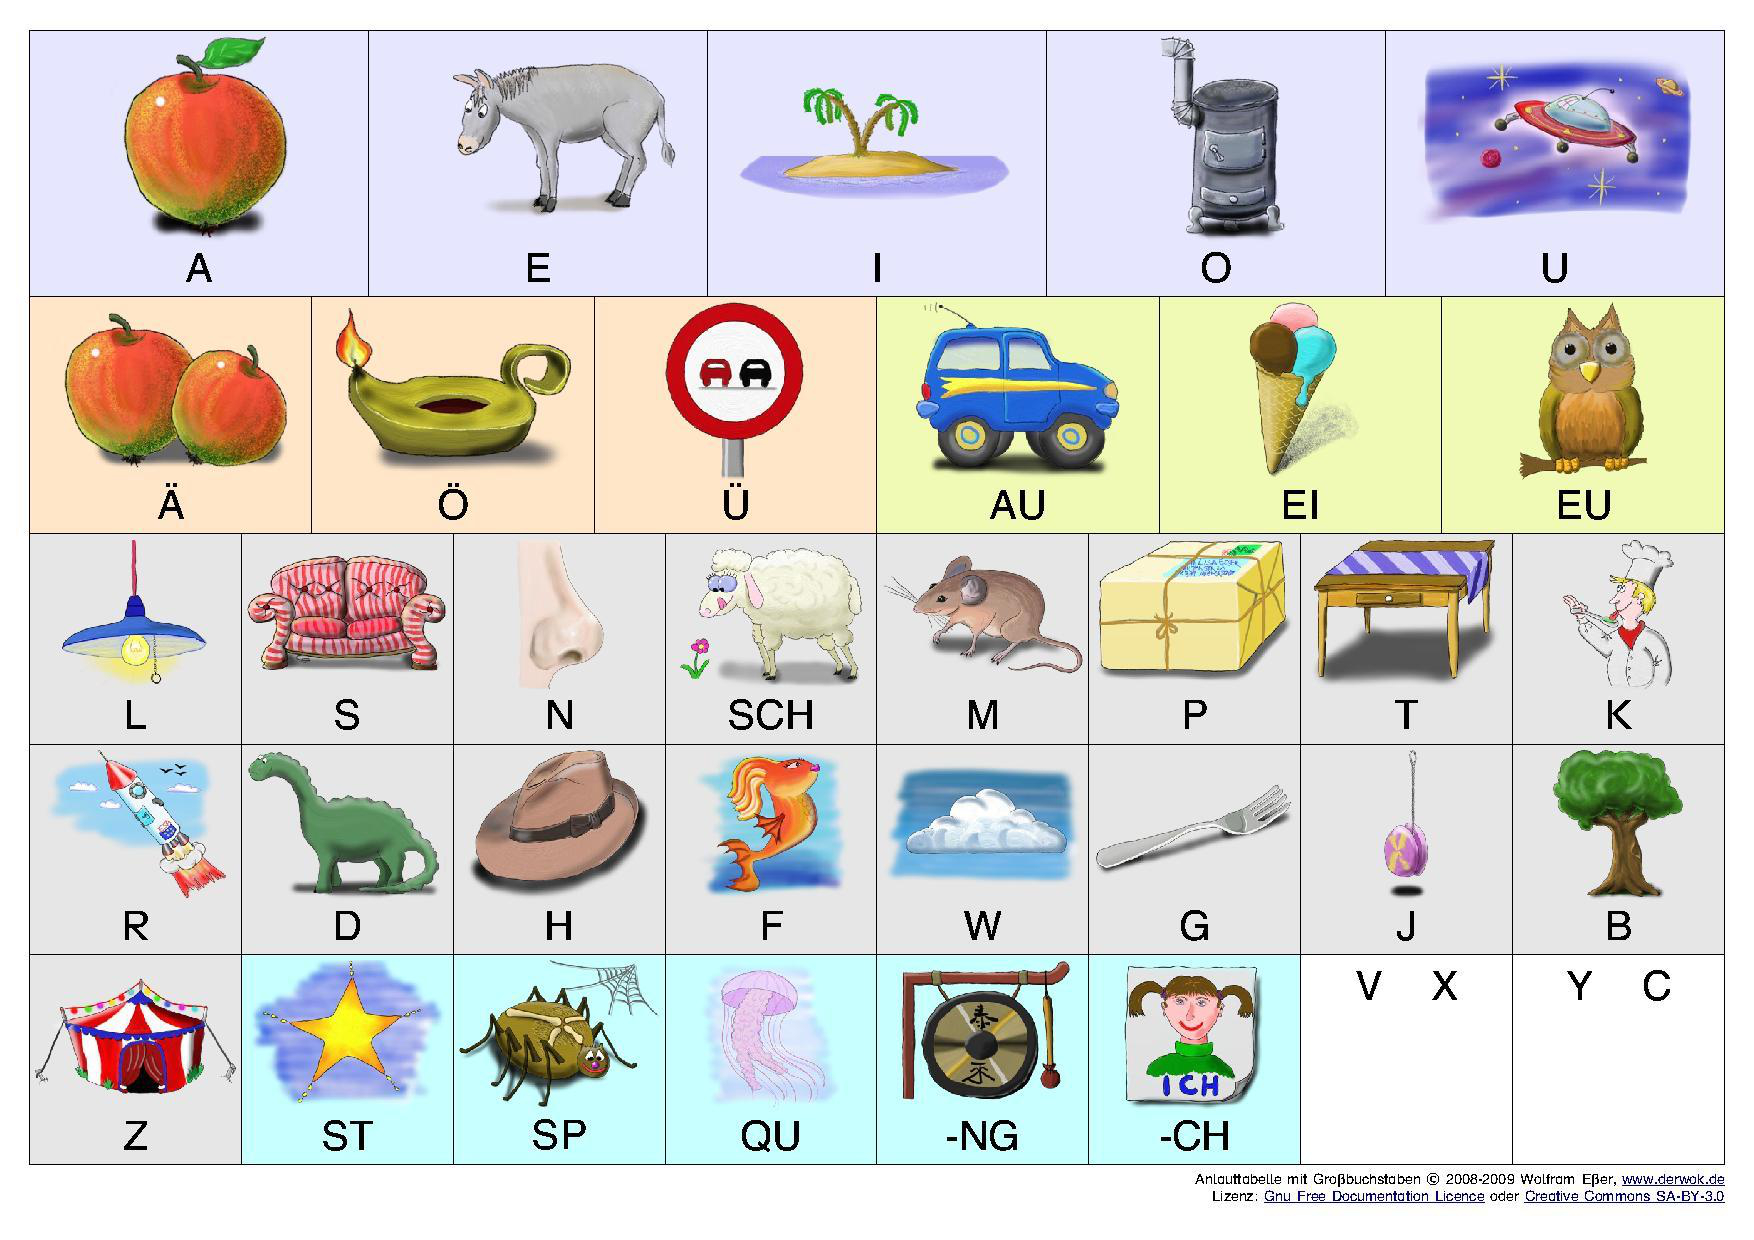 A E I O U
Ä Ö Ü AU EI EU
L S N SCH M P T K
R D H F W G J B
ICH
V X Y C
Z ST SP QU -NG -CH
Anlauttabelle mit Großbuchstaben © 2008-2009 Wolfram Eßer, www.derwok.de
Lizenz: Gnu Free Documentation Licence oder Creative Commons SA-BY-3.0